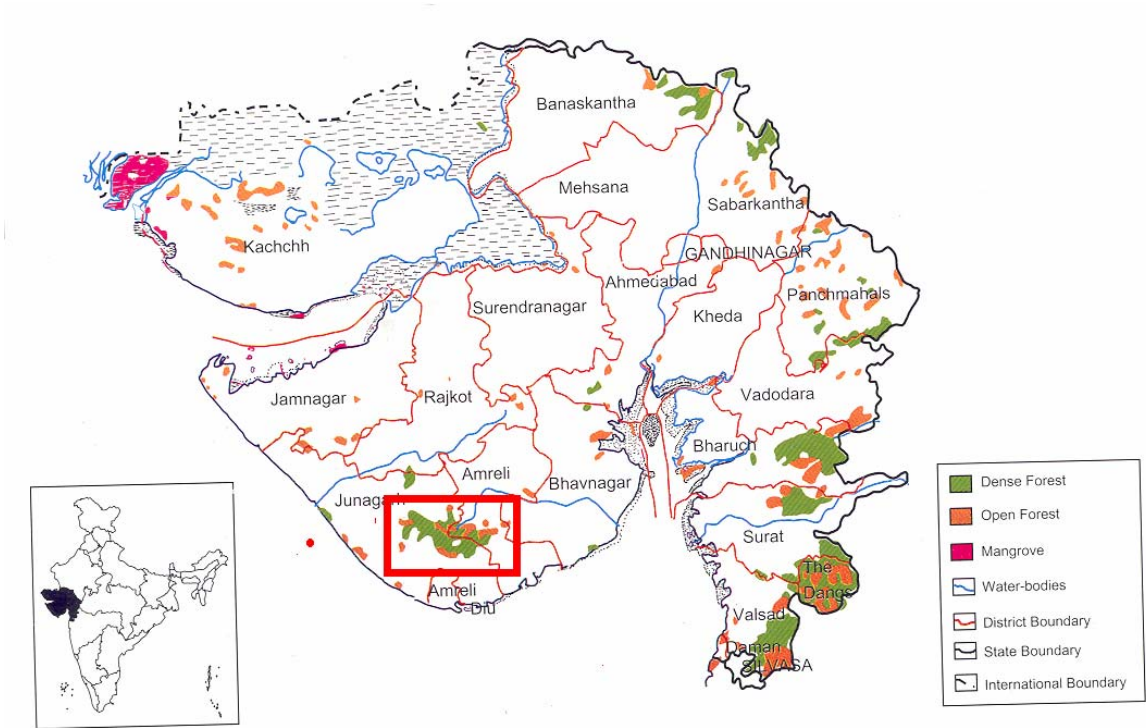 Banaskantha
Mehsana
Sabarkantha
Kachchh
GANDHINAGAR
Ahmedabad
Panchmahals
Surendranagar
Kheda
Jamnagar
Rajkot
Vadodara
Bharuch
Amreli
Bhavnagar
Junagarh
Surat
The
Dangs
Amreli
Diu
Valsad
Daman
SILVASA
Dense Forest
Open Forest
Mangrove
Water-bodies
District Boundary
State Boundary
International Boundary